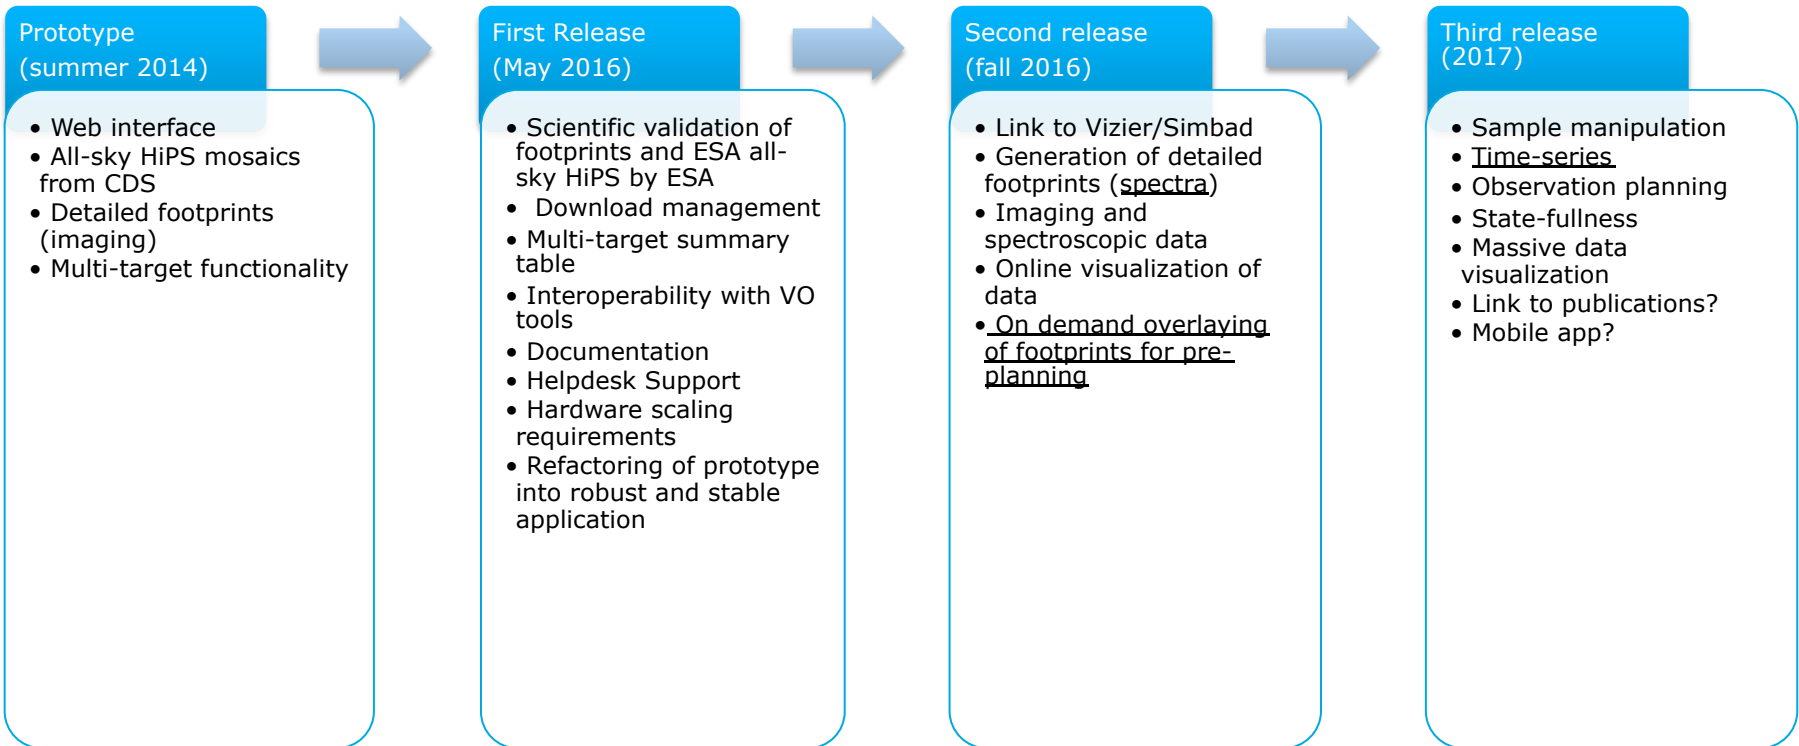 Prototype
(summer 2014)
• Web interface
• All-sky HiPS mosaics
from CDS
• Detailed footprints
(imaging)
• Multi-target functionality
First Release
(May 2016)
• Scientific validation of
footprints and ESA all-
sky HiPS by ESA
• Download management
• Multi-target summary
table
• Interoperability with VO
tools
• Documentation
• Helpdesk Support
• Hardware scaling
requirements
• Refactoring of prototype
into robust and stable
application
Second release
(fall 2016)
• Link to Vizier/Simbad
• Generation of detailed
footprints (spectra)
• Imaging and
spectroscopic data
• Online visualization of
data
• On demand overlaying
of footprints for pre-
planning
Third release
(2017)
• Sample manipulation
• Time-series
• Observation planning
• State-fullness
• Massive data
visualization
• Link to publications?
• Mobile app?